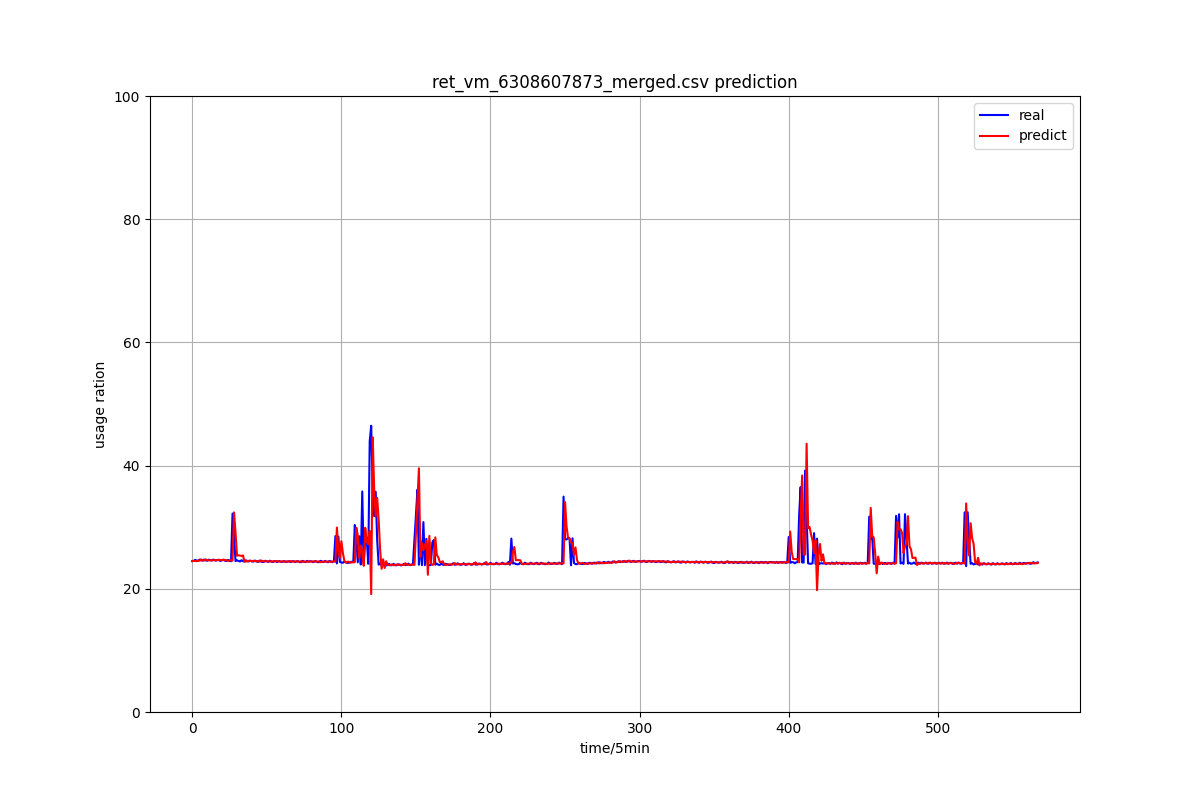 ret_vm_6308607873_merged.csv prediction
real
predict
usage ration
100
80
60
40
20
0
0 100 200 300 400 500
time/5min